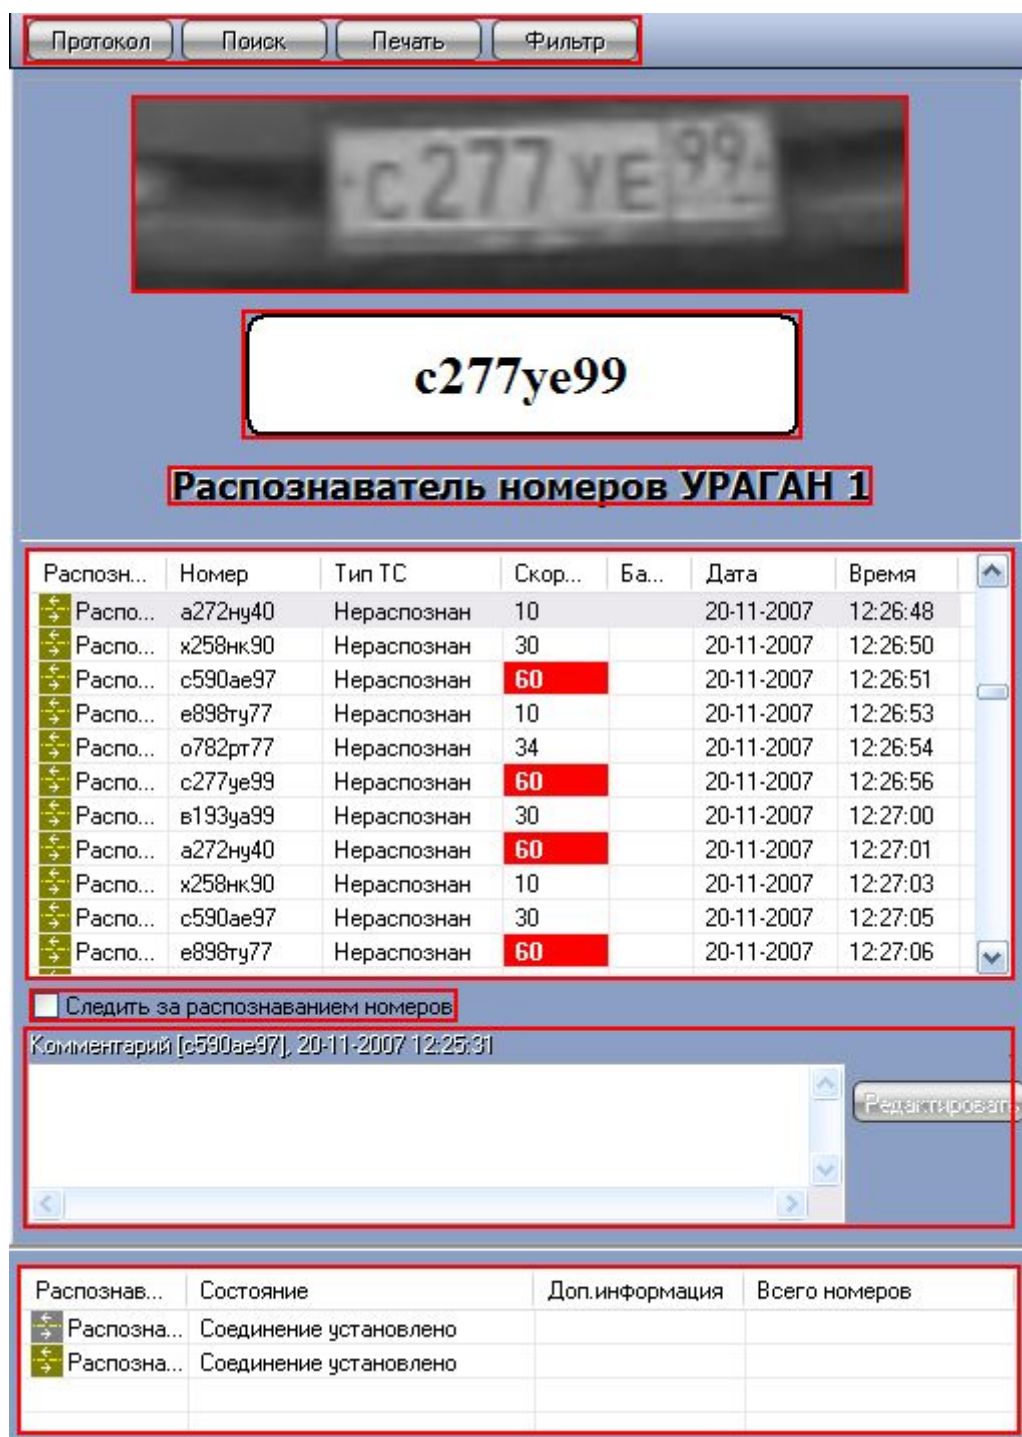 Протокол Поиск Печать Фильтр
с277УЕ 99
с277уе99
Распознаватель номеров УРАГАН 1
Распозн... Номер Тип ТС Скор... Ба... Дата Время
Распо... а272ну40 Нераспознан 10 20-11-2007 12:26:48
Распо... х258нк90 Нераспознан 30 20-11-2007 12:26:50
Распо... с590ае97 Нераспознан 60 20-11-2007 12:26:51
Распо... е898ту77 Нераспознан 10 20-11-2007 12:26:53
Распо... о782рт77 Нераспознан 34 20-11-2007 12:26:54
Распо... с277уе99 Нераспознан 60 20-11-2007 12:26:56
Распо... в193уа99 Нераспознан 30 20-11-2007 12:27:00
Распо... а272ну40 Нераспознан 60 20-11-2007 12:27:01
Распо... х258нк90 Нераспознан 10 20-11-2007 12:27:03
Распо... с590ае97 Нераспознан 30 20-11-2007 12:27:05
Распо... е898ту77 Нераспознан 60 20-11-2007 12:27:06
Следить за распознаванием номеров
Комментарий [с590ае97], 20-11-2007 12:25:31
Редактировать
Распознав... Состояние Доп.информация Всего номеров
Распозна... Соединение установлено
Распозна... Соединение установлено